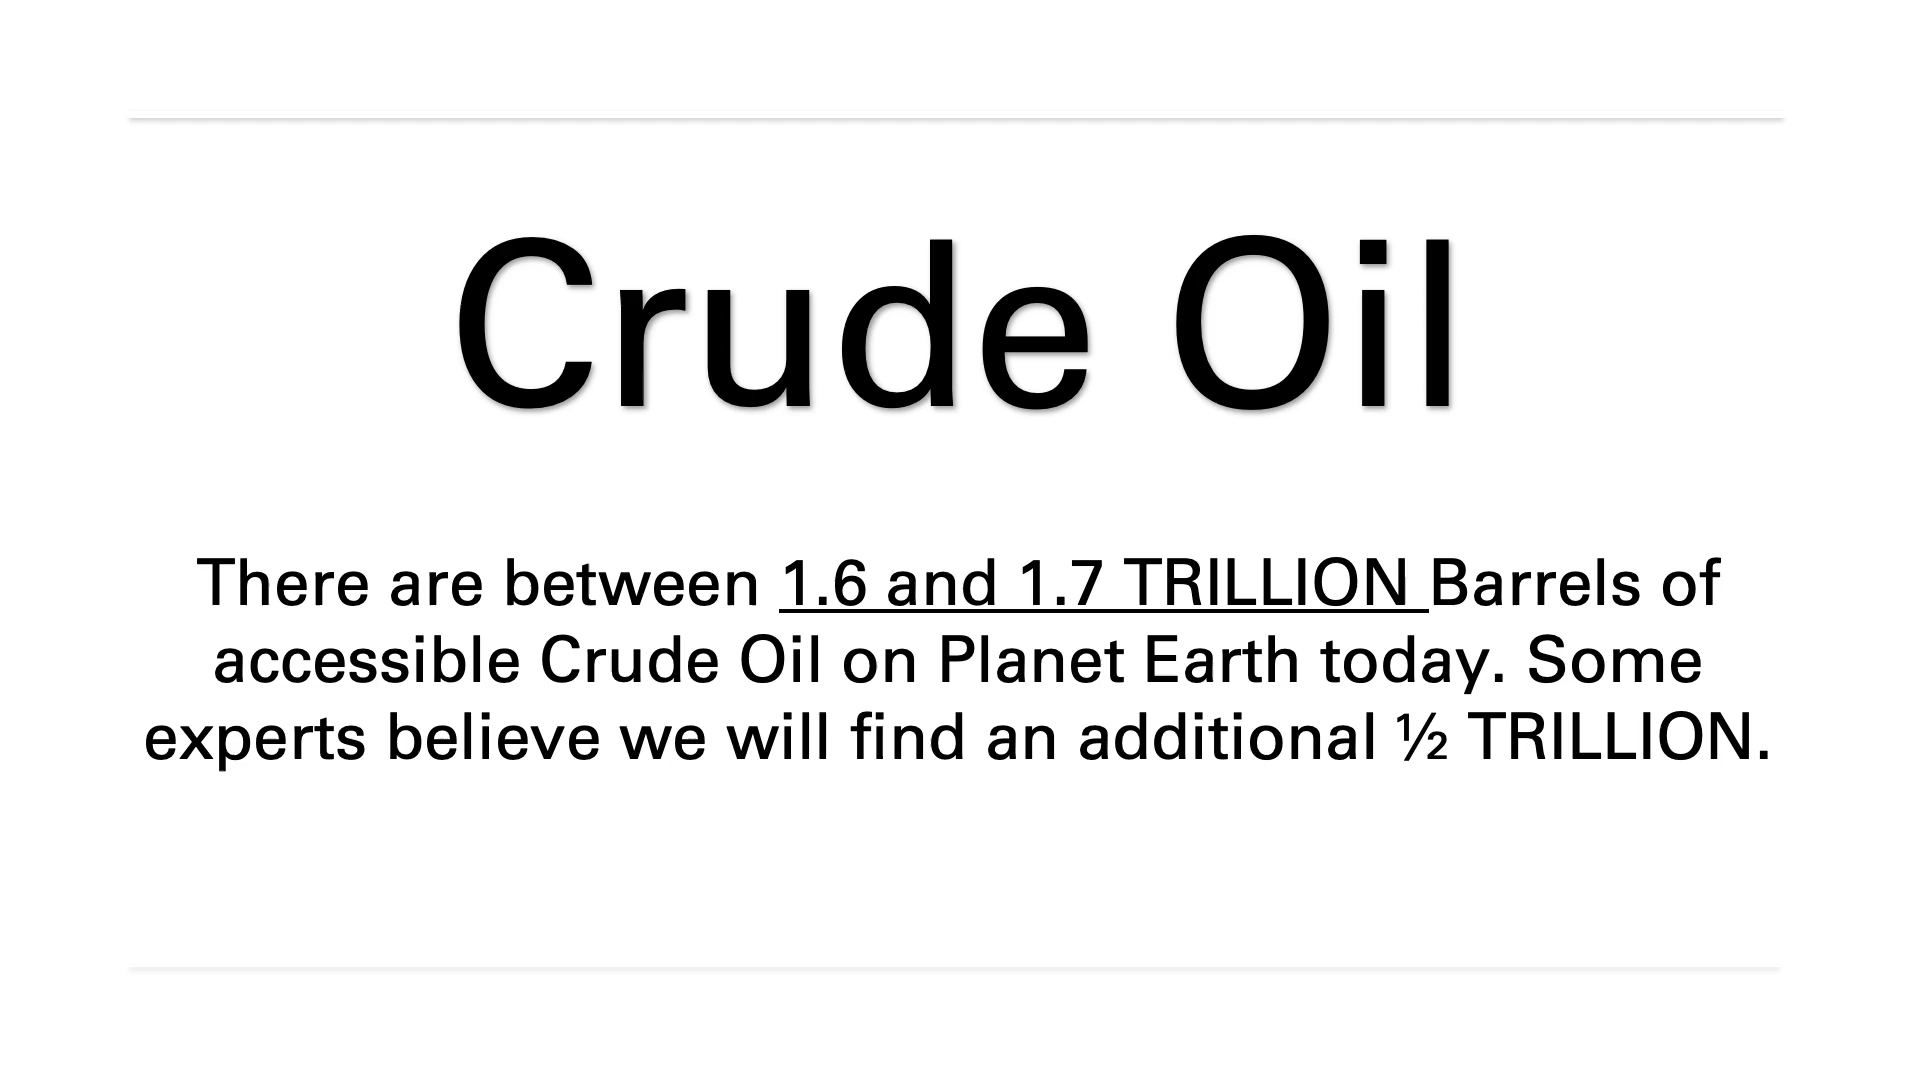 Crude Oil
There are between 1.6 and 1.7 TRILLION Barrels of
accessible Crude Oil on Planet Earth today. Some
experts believe we will find an additional ½ TRILLION.